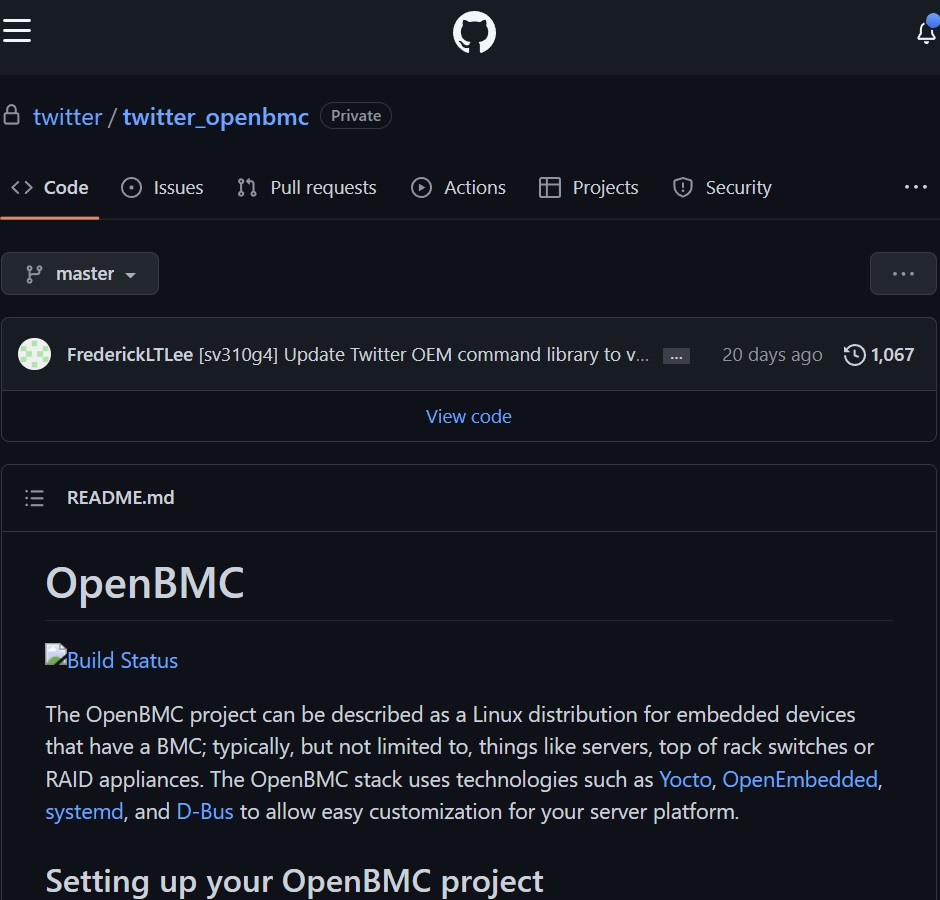 twitter / twitter_openbmc Private
Code Issues Pull requests Actions Projects Security ...
master ...
FrederickLTLee [sv310g4] Update Twitter OEM command library to v... ... 20 days ago 1,067
View code
README.md
OpenBMC
Build Status
The OpenBMC project can be described as a Linux distribution for embedded devices
that have a BMC; typically, but not limited to, things like servers, top of rack switches or
RAID appliances. The OpenBMC stack uses technologies such as Yocto, OpenEmbedded,
systemd, and D-Bus to allow easy customization for your server platform.
Setting up your OpenBMC project